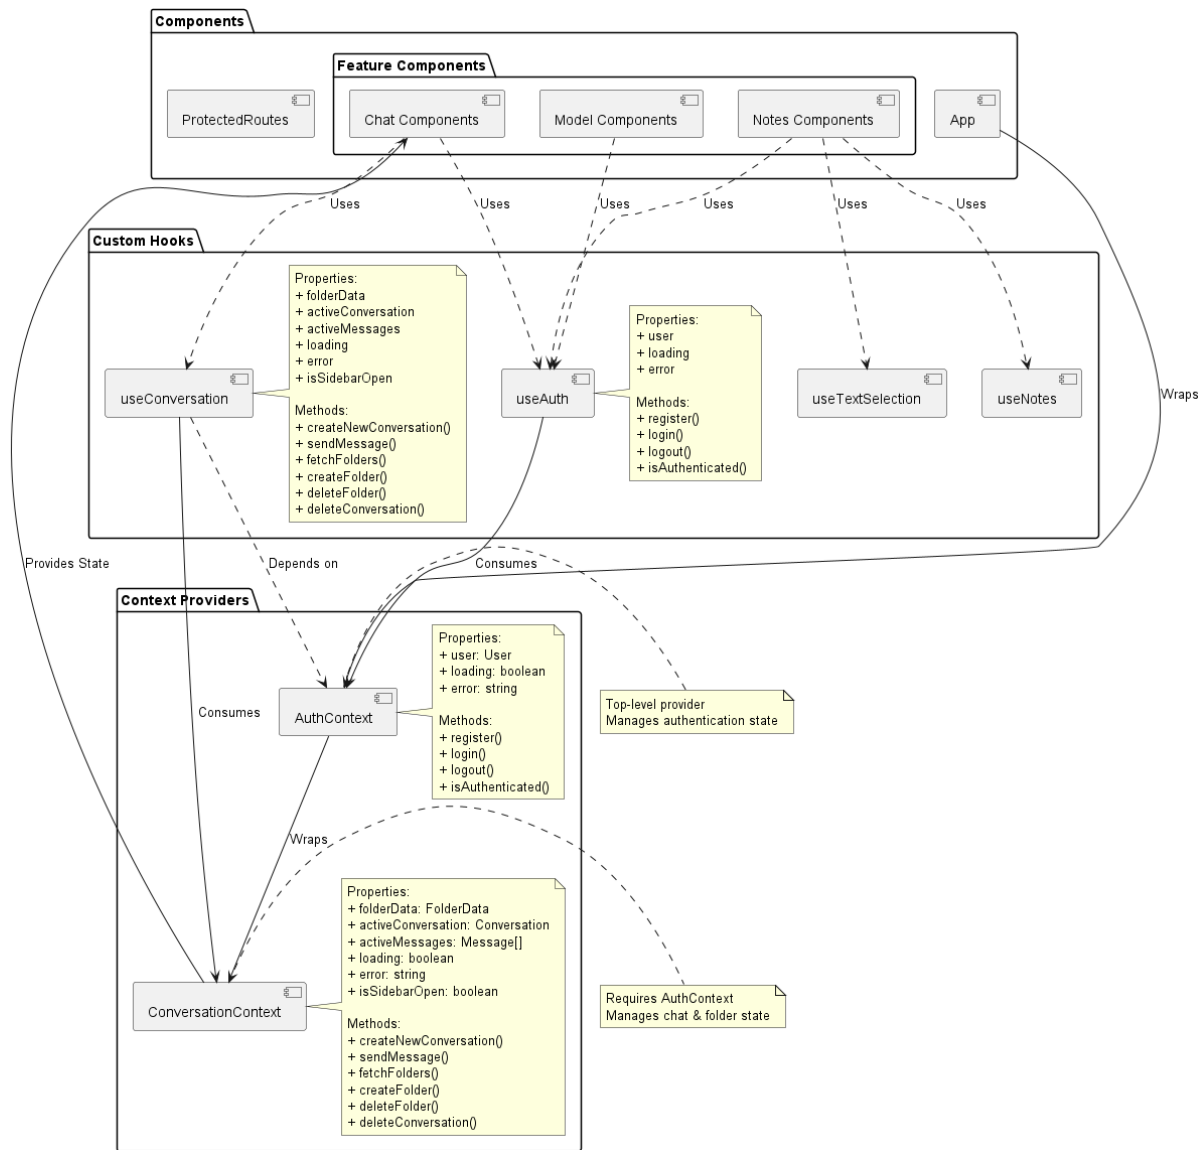 Components
Feature Components
ProtectedRoutes
Chat Components
Model Components
Notes Components
App
Uses
Uses
Uses
Uses
Uses
Uses
Custom Hooks
Properties:
+ folderData
+ activeConversation
+ activeMessages
+ loading
+ error
+ isSidebarOpen
Methods:
+ createNewConversation()
+ sendMessage()
+ fetchFolders()
+ createFolder()
+ deleteFolder()
+ deleteConversation()
Properties:
+ user
+ loading
+ error
Methods:
+ register()
+ login()
+ logout()
+ isAuthenticated()
useConversation
useAuth
useTextSelection
useNotes
Wraps
Provides State
Depends on
Consumes
Context Providers
Properties:
+ user: User
+ loading: boolean
+ error: string
Methods:
+ register()
+ login()
+ logout()
+ isAuthenticated()
AuthContext
Top-level provider
Manages authentication state
Consumes
Wraps
Properties:
+ folderData: FolderData
+ activeConversation: Conversation
+ activeMessages: Message[]
+ loading: boolean
+ error: string
+ isSidebarOpen: boolean
Methods:
+ createNewConversation()
+ sendMessage()
+ fetchFolders()
+ createFolder()
+ deleteFolder()
+ deleteConversation()
ConversationContext
Requires AuthContext
Manages chat & folder state